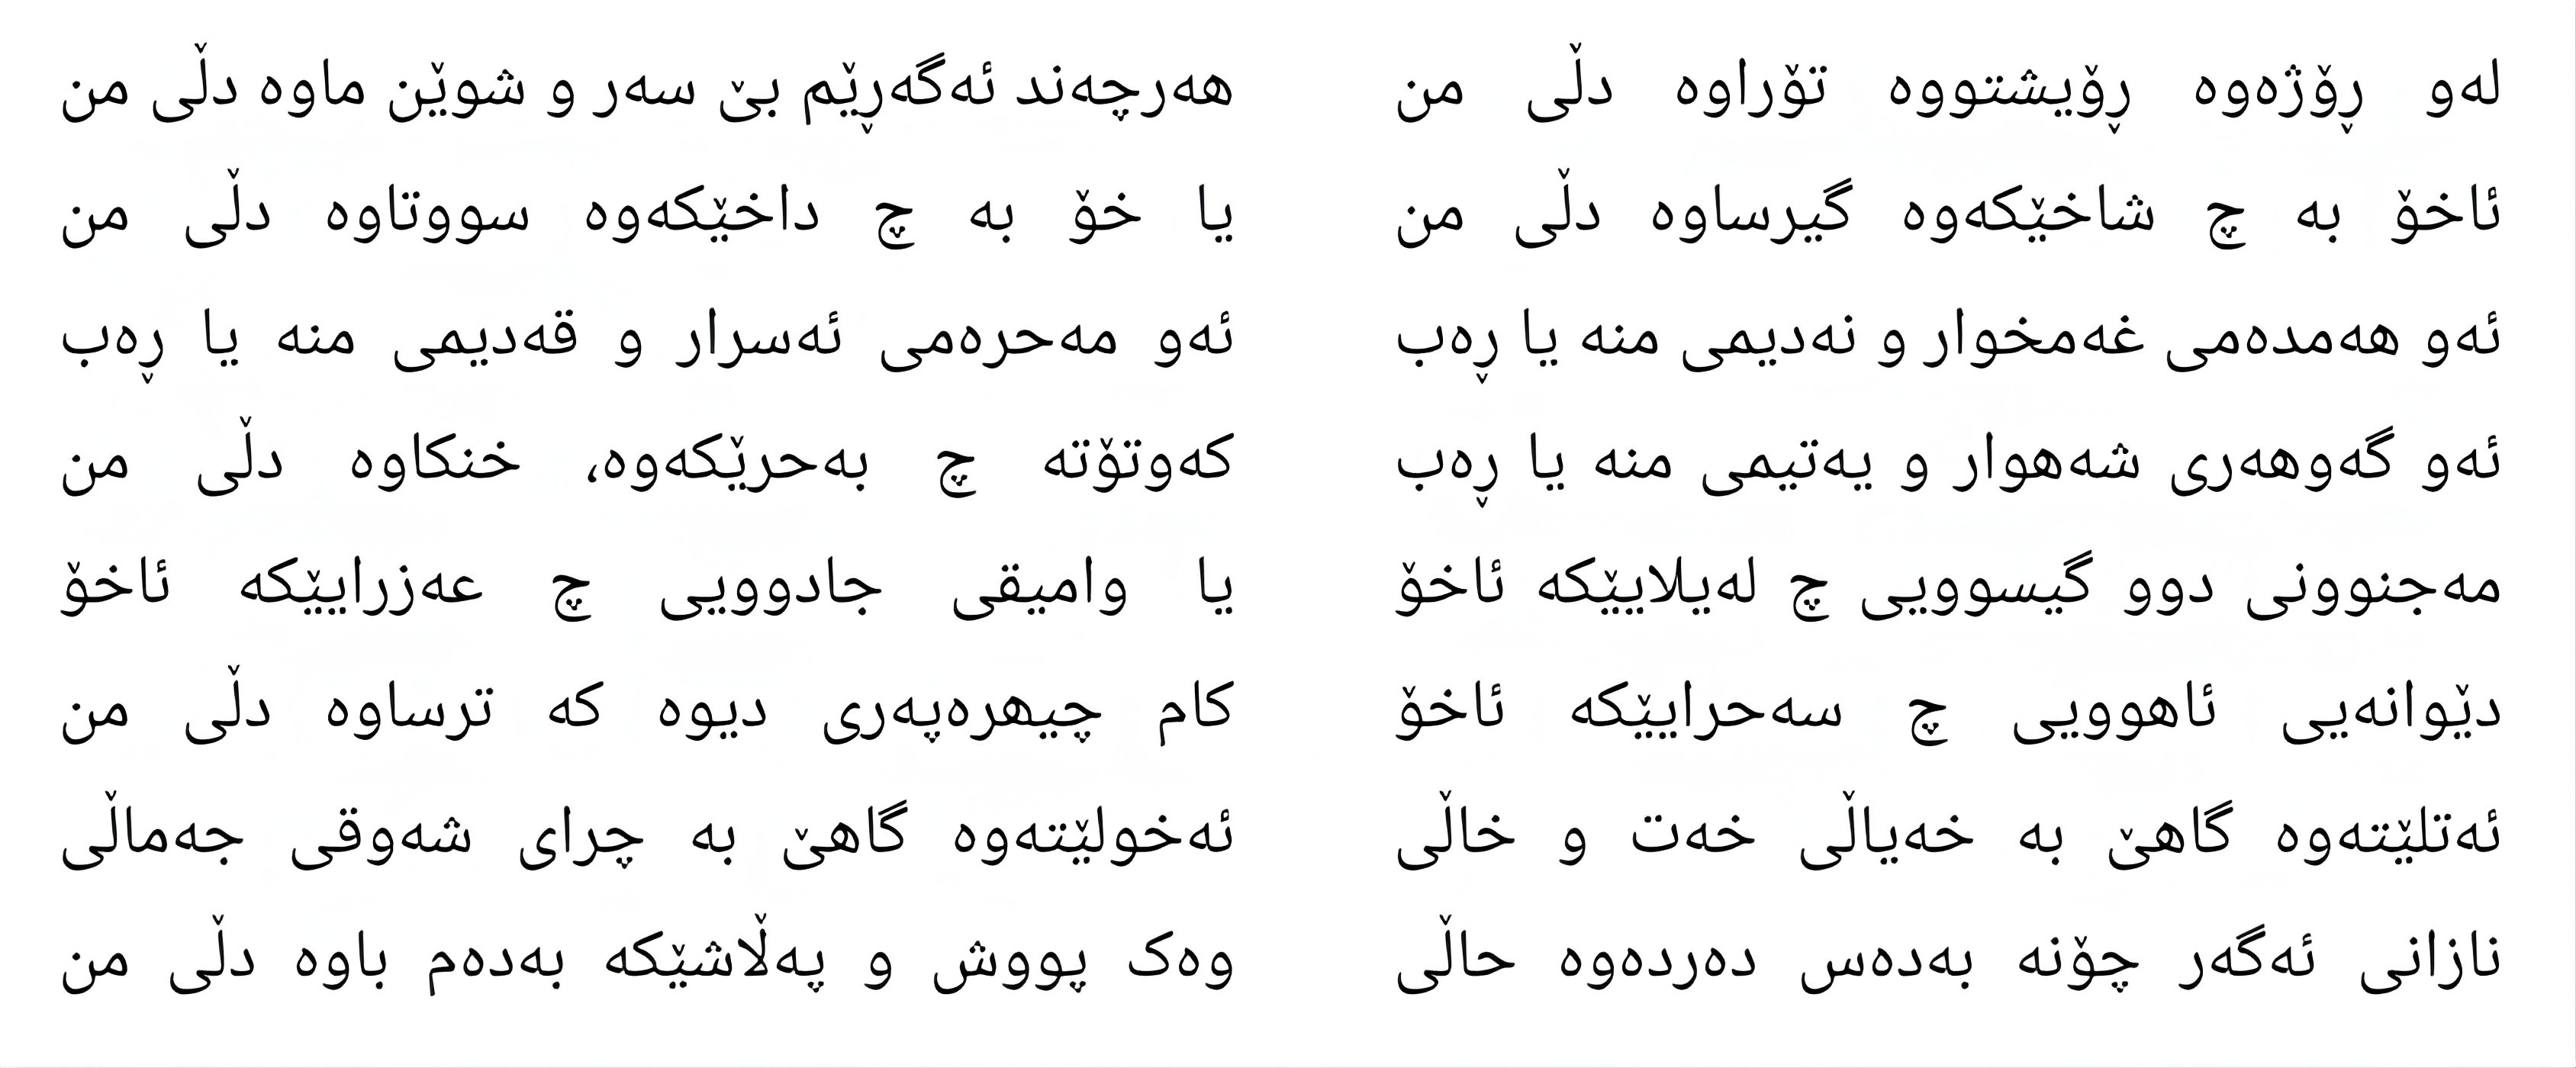 لەو ڕۆژەوە ڕۆیشتووە تۆراوە دڵی من
هەرچەند ئەگەڕێم بێ سەر و شوێن ماوە دڵی من
ئاخۆ بە چ شاخێکەوە گیرساوە دڵی من
یا خۆ بە چ داخێکەوە سووتاوە دڵی من
ئەو هەمدەمی غەمخوار و نەدیمی منە یا ڕەب
ئەو مەحرەمی ئەسرار و قەدیمی منە یا ڕەب
ئەو گەوهەری شەهوار و یەتیمی منە یا ڕەب
کەوتۆتە چ بەحرێکەوە، خنکاوە دڵی من
مەجنوونی دوو گیسوویی چ لەیلاییێکە ئاخۆ
یا وامیقی جادوویی چ عەزراییێکە ئاخۆ
دێوانەیی ئاهوویی چ سەحراییێکە ئاخۆ
کام چیهرەپەری دیوە کە ترساوە دڵی من
ئەتلێتەوە گاهێ بە خەیاڵی خەت و خاڵی
ئەخولێتەوە گاهێ بە چرای شەوقی جەماڵی
نازانی ئەگەر چۆنە بەدەس دەردەوە حاڵی
وەک پووش و پەڵاشێکە بەدەم باوە دڵی من